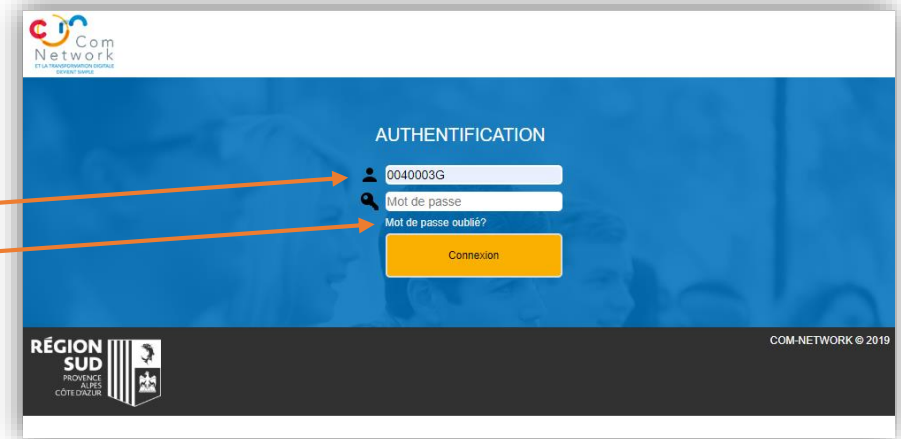 Com
Network
ET LA TRANSFORMATION DIGITALE
DEVIENT SIMPLE
AUTHENTIFICATION
0040003G
Mot de passe
Mot de passe oublié?
Connexion
RÉGION
SUD
PROVENCE
ALPES
CÔTE D'AZUR
COM-NETWORK © 2019